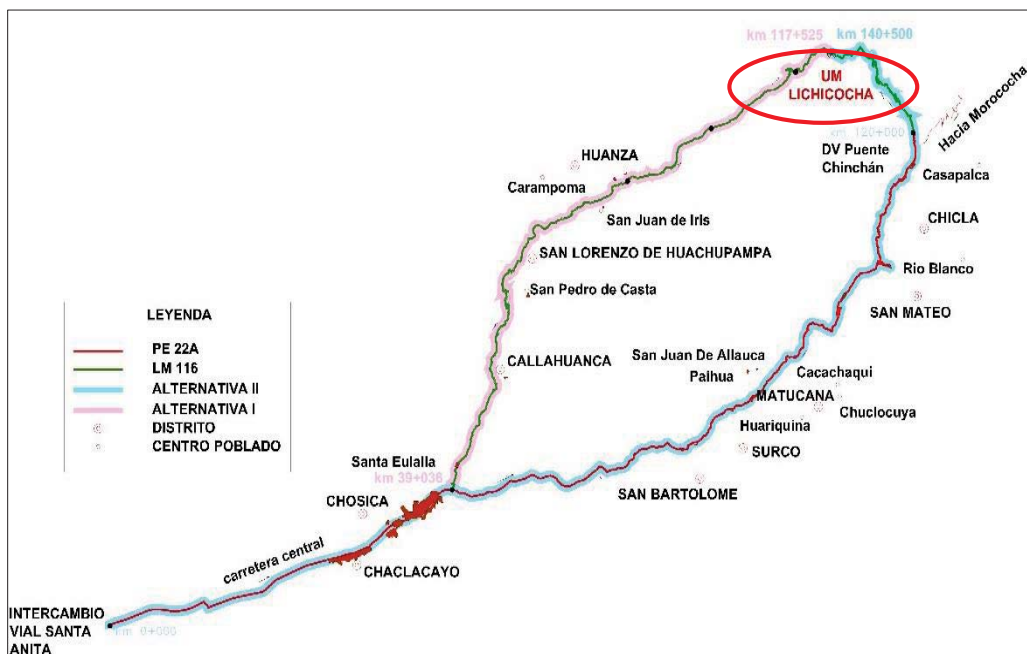 km 117+525
km 140+500
UM
LICHICOCHA
Hacia Morococha
km 120+000
DV Puente
Chinchán
Casapalca
HUANZA
Carampoma
San Juan de Iris
CHICLA
SAN LORENZO DE HUACHUPAMPA
Rio Blanco
San Pedro de Casta
SAN MATEO
LEYENDA
PE 22A
LM 116
ALTERNATIVA II
ALTERNATIVA I
DISTRITO
CENTRO POBLADO
CALLAHUANCA
San Juan De Allauca
Paihua
Cacachaqui
MATUCANA
Chuclocuya
Huariquina
SURCO
Santa Eulalla
km 39+036
SAN BARTOLOME
CHOSICA
carretera central
CHACLACAYO
INTERCAMBIO
VIAL SANTA
ANITA
km 0+000